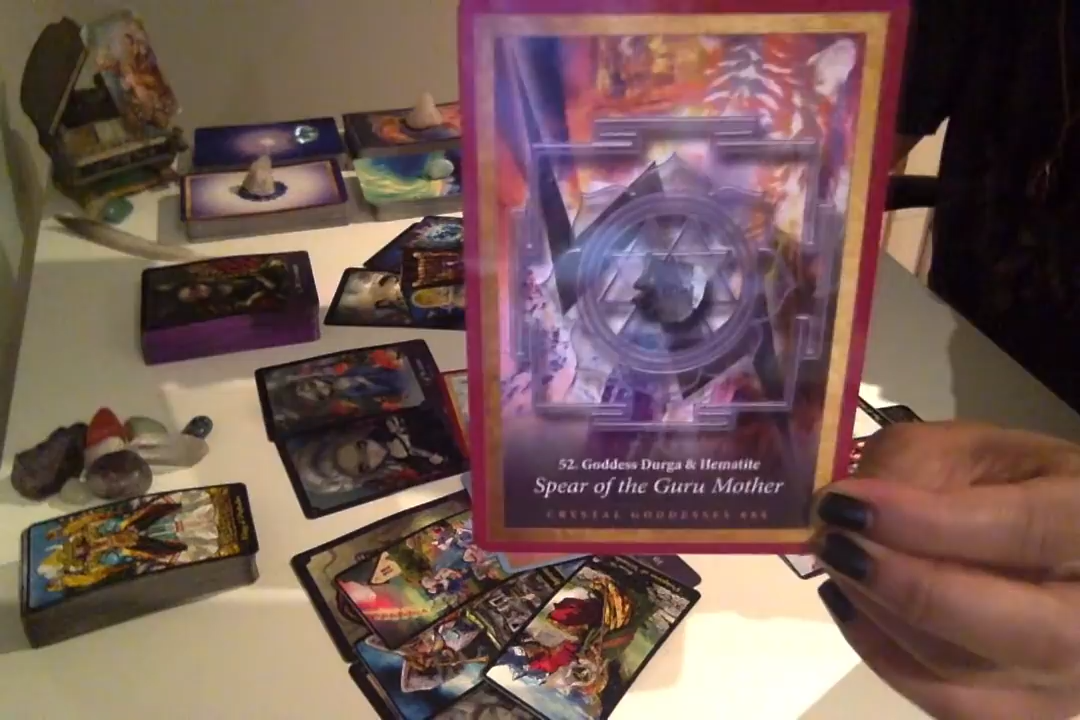 52. Goddess Durga & Hematite
Spear of the Guru Mother
CRYSTAL GODDESSES 888